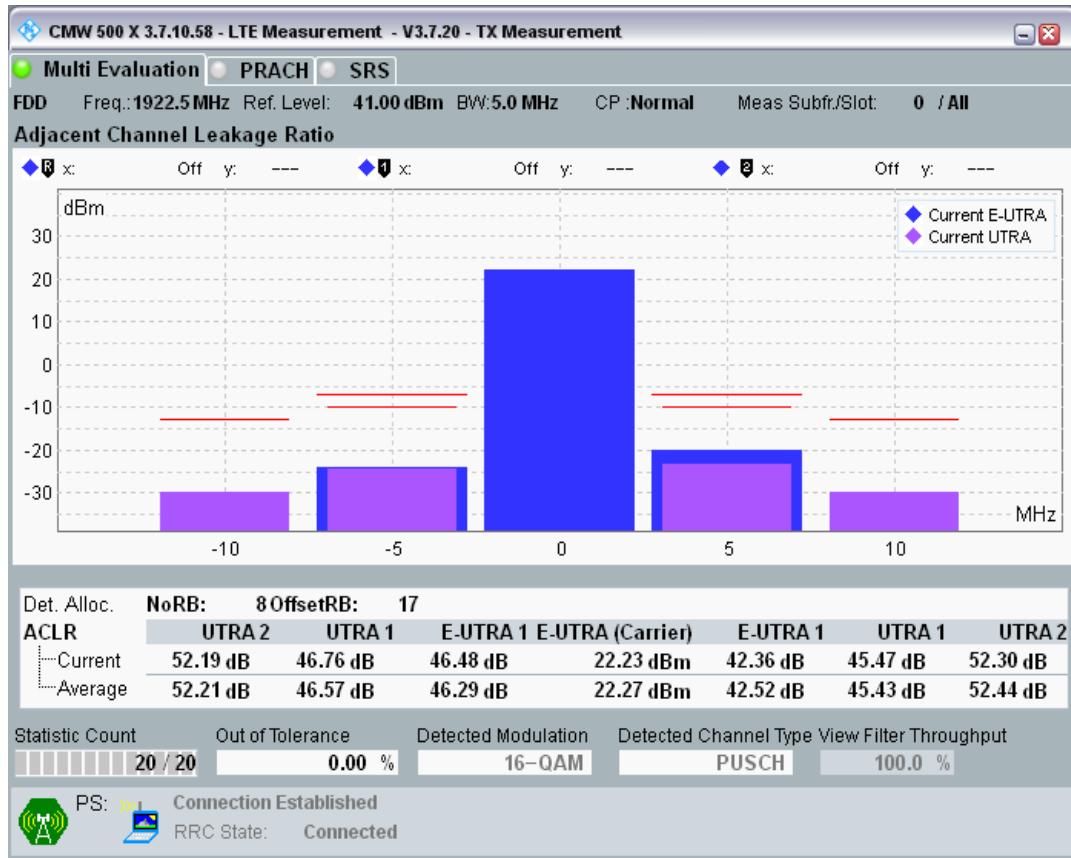 CMW 500 X 3.7.10.58 - LTE Measurement - V3.7.20 - TX Measurement
Multi Evaluation PRACH SRS
FDD Freq.:1922.5 MHz Ref. Level: 41.00 dBm BW:5.0 MHz CP :Normal Meas Subfr./Slot: 0 / All
Adjacent Channel Leakage Ratio
R x: Off y: --- 1 x: Off y: --- 2 x: Off y: ---
dBm
Current E-UTRA
Current UTRA
30
20
10
0
-10
-20
-30
MHz
-10 -5 0 5 10
Det. Alloc. NoRB: 8 OffsetRB: 17
ACLR UTRA 2 UTRA 1 E-UTRA 1 E-UTRA (Carrier) E-UTRA 1 UTRA 1 UTRA 2
Current 52.19 dB 46.76 dB 46.48 dB 22.23 dBm 42.36 dB 45.47 dB 52.30 dB
Average 52.21 dB 46.57 dB 46.29 dB 22.27 dBm 42.52 dB 45.43 dB 52.44 dB
Statistic Count Out of Tolerance Detected Modulation Detected Channel Type View Filter Throughput
20 / 20 0.00 % 16-QAM PUSCH 100.0 %
PS: Connection Established
RRC State: Connected